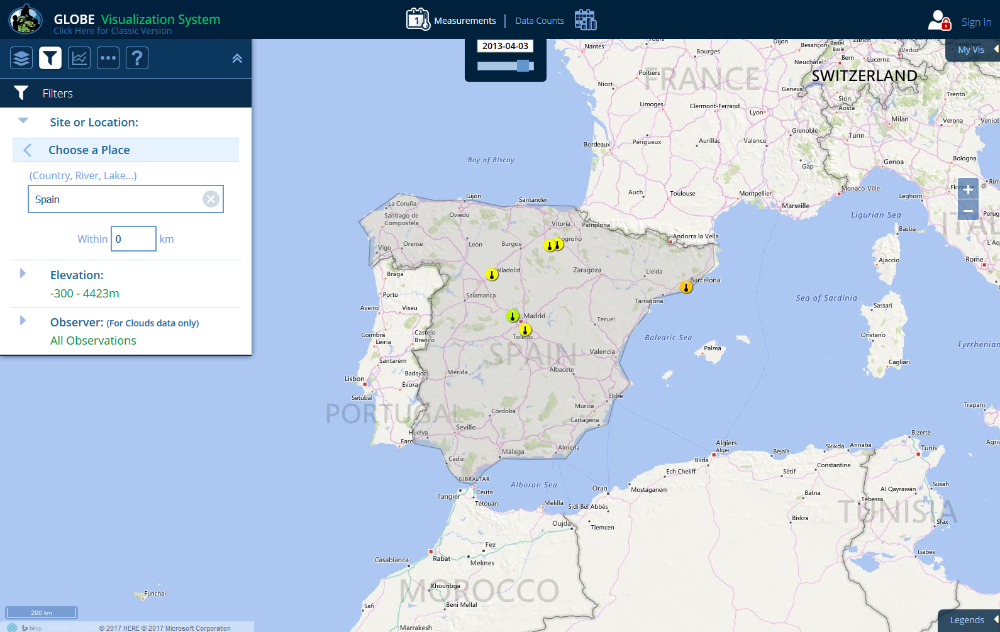 GLOBE Visualization System
Click Here for Classic Version
1
Measurements
Data Counts
Sign In
2013-04-03
My Vis
?
Filters
Site or Location:
Choose a Place
(Country, River, Lake...)
Spain
Within 0 km
Elevation:
-300 - 4423m
Observer: (For Clouds data only)
All Observations
Nantes
Tours
Bourges
Dijon
Besançon
Basel
Basle
Zürich
Innsbruck
Vaduz
Bern
Lucerne
Neuchâtel
FRANCE
SWITZERLAND
Poitiers
Niort
Geneva
Sion
Trento
Limoges
Clermont-Ferrand
Lyon
Aosta
Milan
Verona
Venice
Grenoble
Turin
Bordeaux
Périgueux
Aurillac
Valence
Bay of Biscay
Gap
Genoa
Bologna
Auch
Toulouse
Montpellier
Monaco-Ville
Florence
Rim
Leghorn
Marseille
Ligurian Sea
Perug
ITAL
Bastia
L'Aq
Ajaccio
Rome
La Coruña
Gijón
Santander
Santiago de
Compostela
Oviedo
Vitoria
Pamplona
Andorra la Vella
León
Burgos
Logroño
Orense
Vigo
Braga
Valladolid
Zaragoza
Lleida
Barcelona
Porto
Salamanca
Tarragona
Aveiro
Viseu
Madrid
Teruel
Coimbra
Castelo
Branco
Leiria
Toledo
SPAIN
Valencia
Balearic Sea
Palma
Sea of Sardinia
Sassari
Oristano
Cagliari
Tyrrhenian
Santarém
Lisbon
Badajoz
Mérida
Albacete
Évora
Setúbal
Elche
PORTUGAL
Córdoba
Murcia
Cartagena
Trapani
Huelva
Seville
Faro
Almería
Málaga
Cadiz
GIBRALTAR
Alboran Sea
Ceuta
Tangier
Tétouan
Melilla
Oran
Sidi Bel Abbès
Mostaganem
Ech Cheliff
Blida
Algiers
Alger
Bejaïa
Skikda
Annaba
Bizerte
Tunis
Agrig
Sétif
Constantine
Batna
Al Qayrawān
Sūsah
Tébessa
TUNISIA
Biskra
Sfax
Gabes
Oujda
Tlemcen
Fez
Meknes
Casablanca
Rabat
MOROCCO
Khouribga
Beni Mellal
Safi
Marrakech
Funchal
200 km
bing
© 2017 HERE © 2017 Microsoft Corporation
Legends